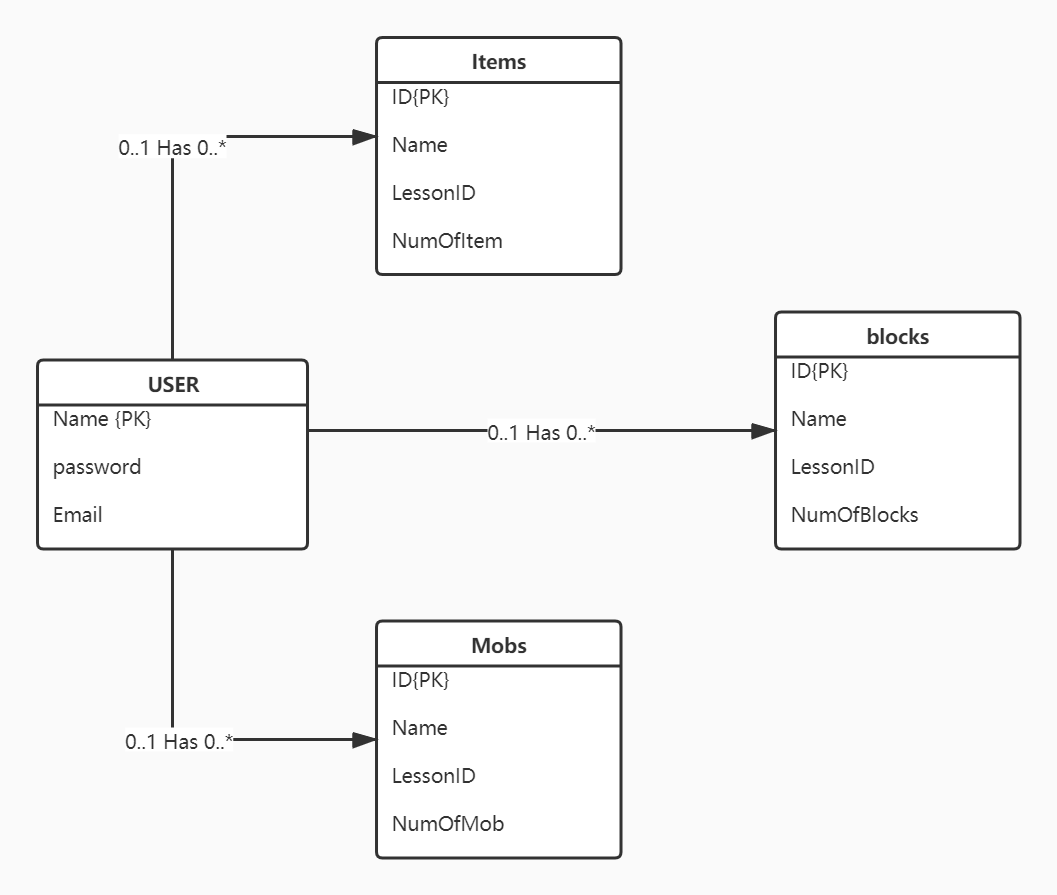 Items
ID{PK}
Name
LessonID
NumOfItem
0..1 Has 0..*
USER
Name {PK}
password
Email
0..1 Has 0..*
blocks
ID{PK}
Name
LessonID
NumOfBlocks
Mobs
ID{PK}
Name
LessonID
NumOfMob
0..1 Has 0..*